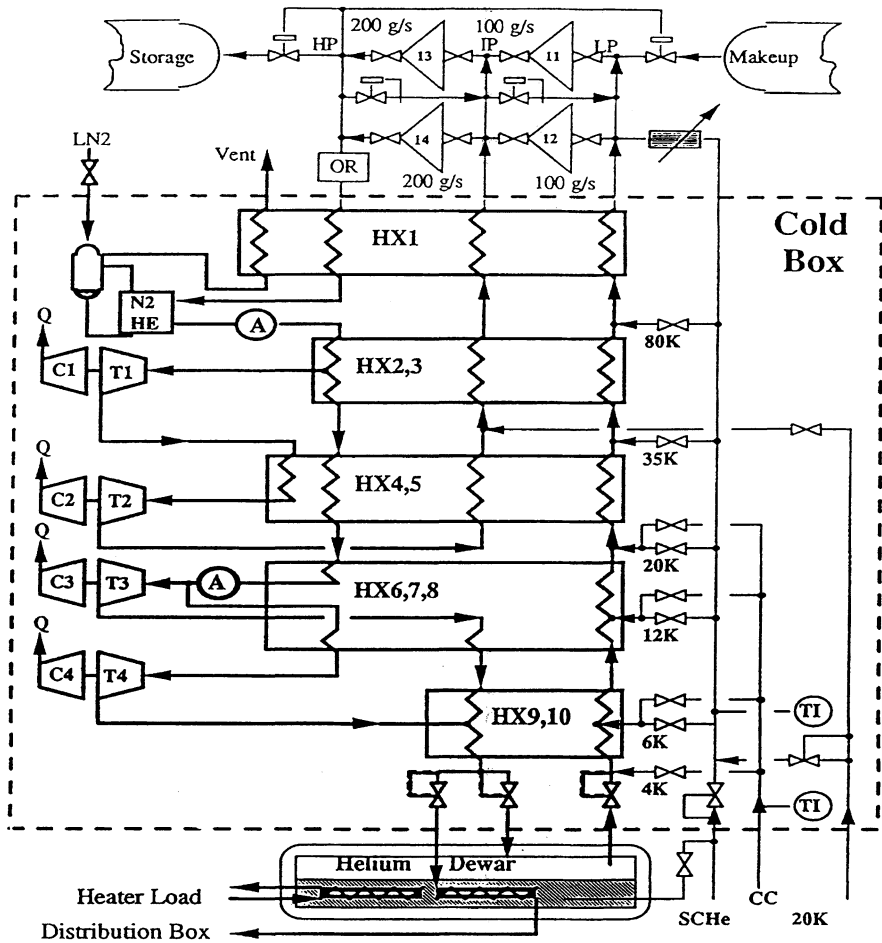 200 g/s
100 g/s
Storage
HP
13
IP
11
LP
Makeup
LN2
Vent
14
12
OR
200 g/s
100 g/s
HX1
Cold
Box
N2
HE
A
Q
80K
C1
T1
HX2,3
35K
Q
HX4,5
C2
T2
Q
20K
C3
T3
A
HX6,7,8
12K
Q
C4
T4
HX9,10
TI
6K
4K
TI
Helium Dewar
Heater Load
SCHe
CC
20K
Distribution Box